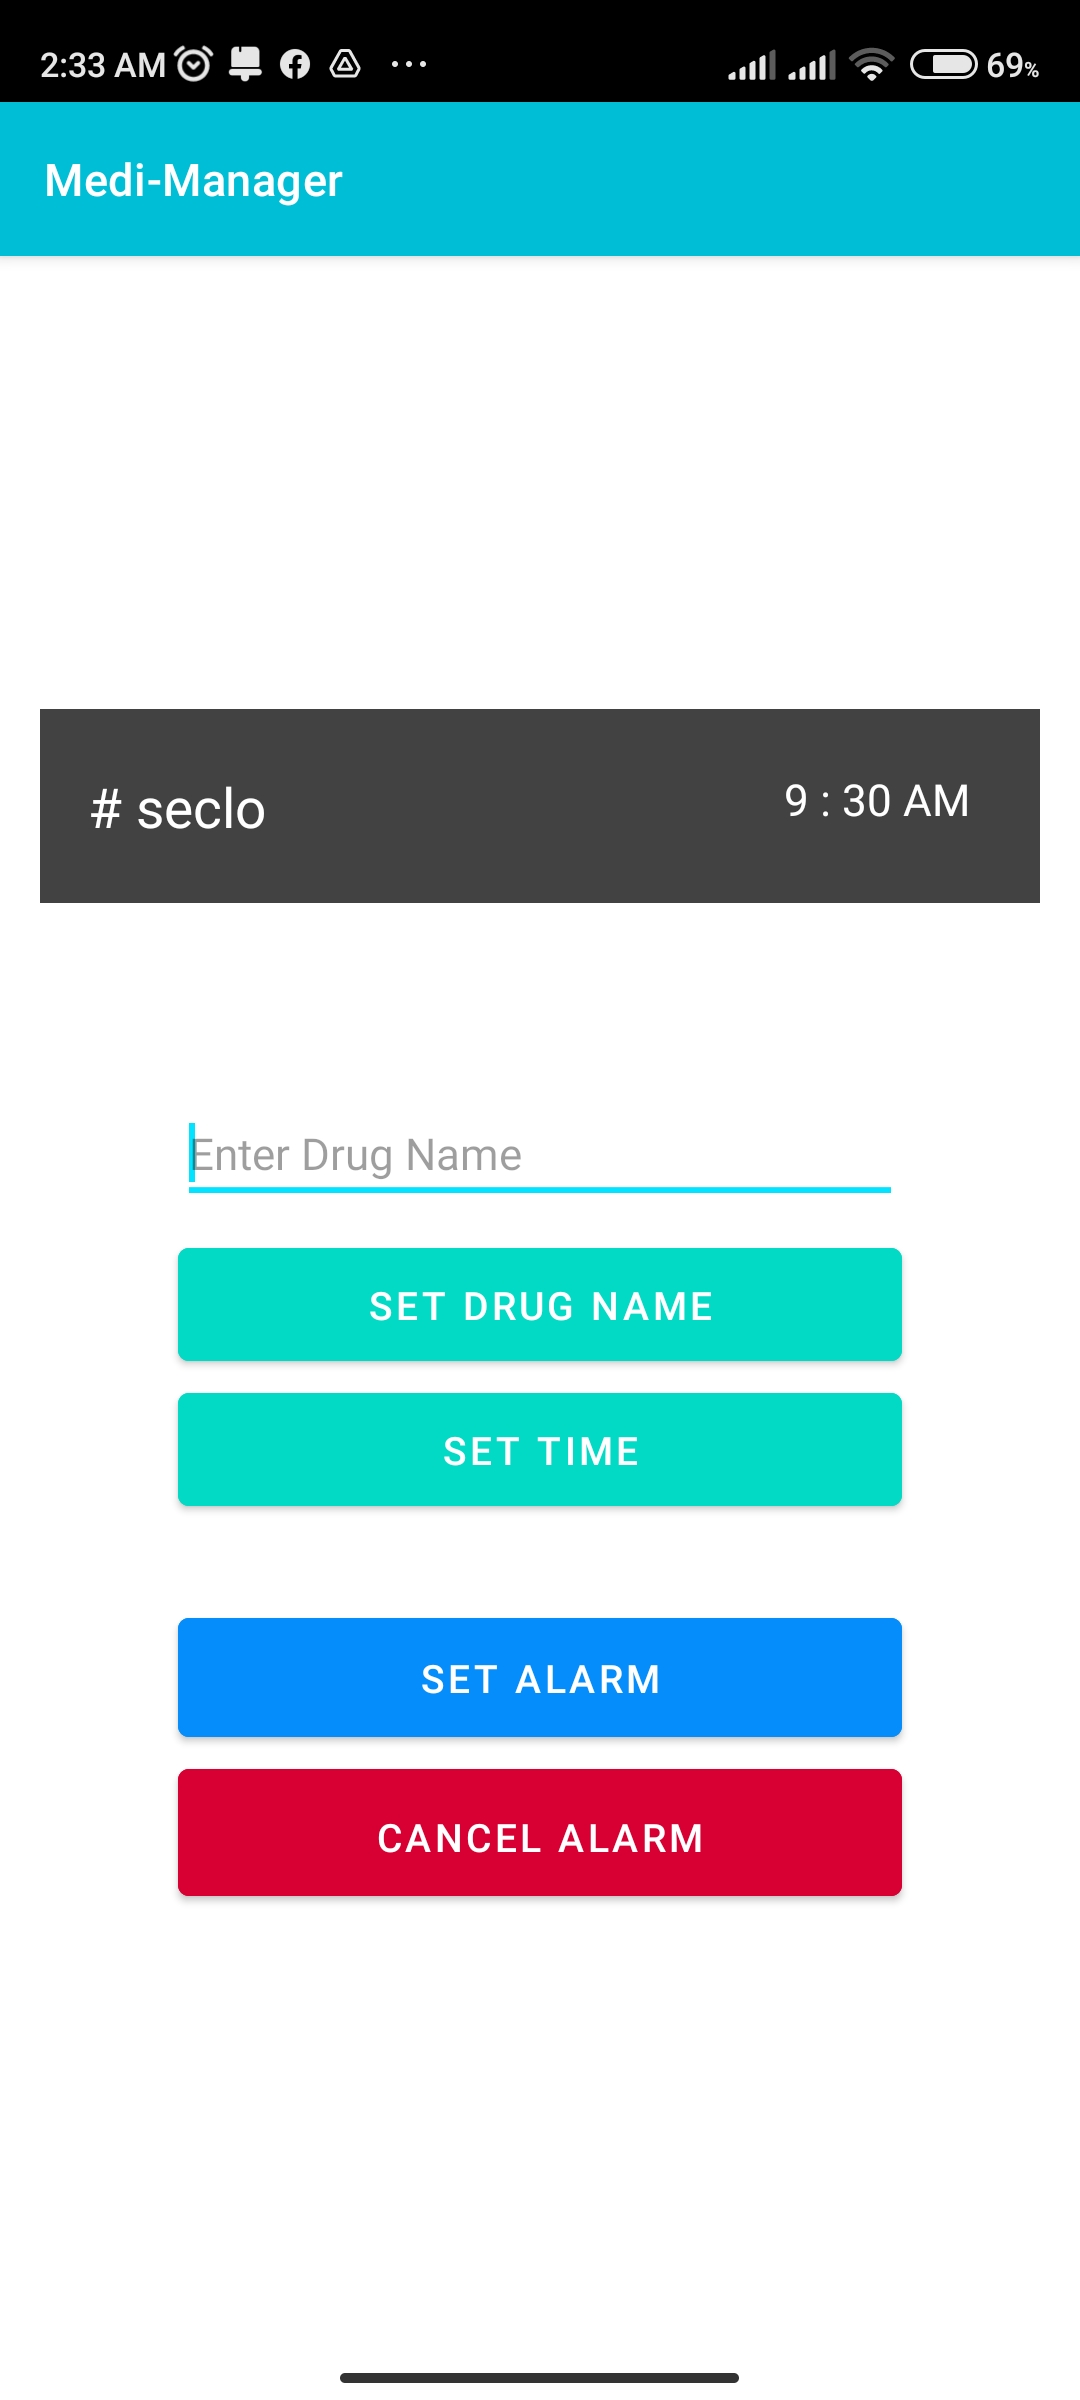 2:33 AM ... 69%
Medi-Manager
# seclo 9 : 30 AM
Enter Drug Name
SET DRUG NAME
SET TIME
SET ALARM
CANCEL ALARM